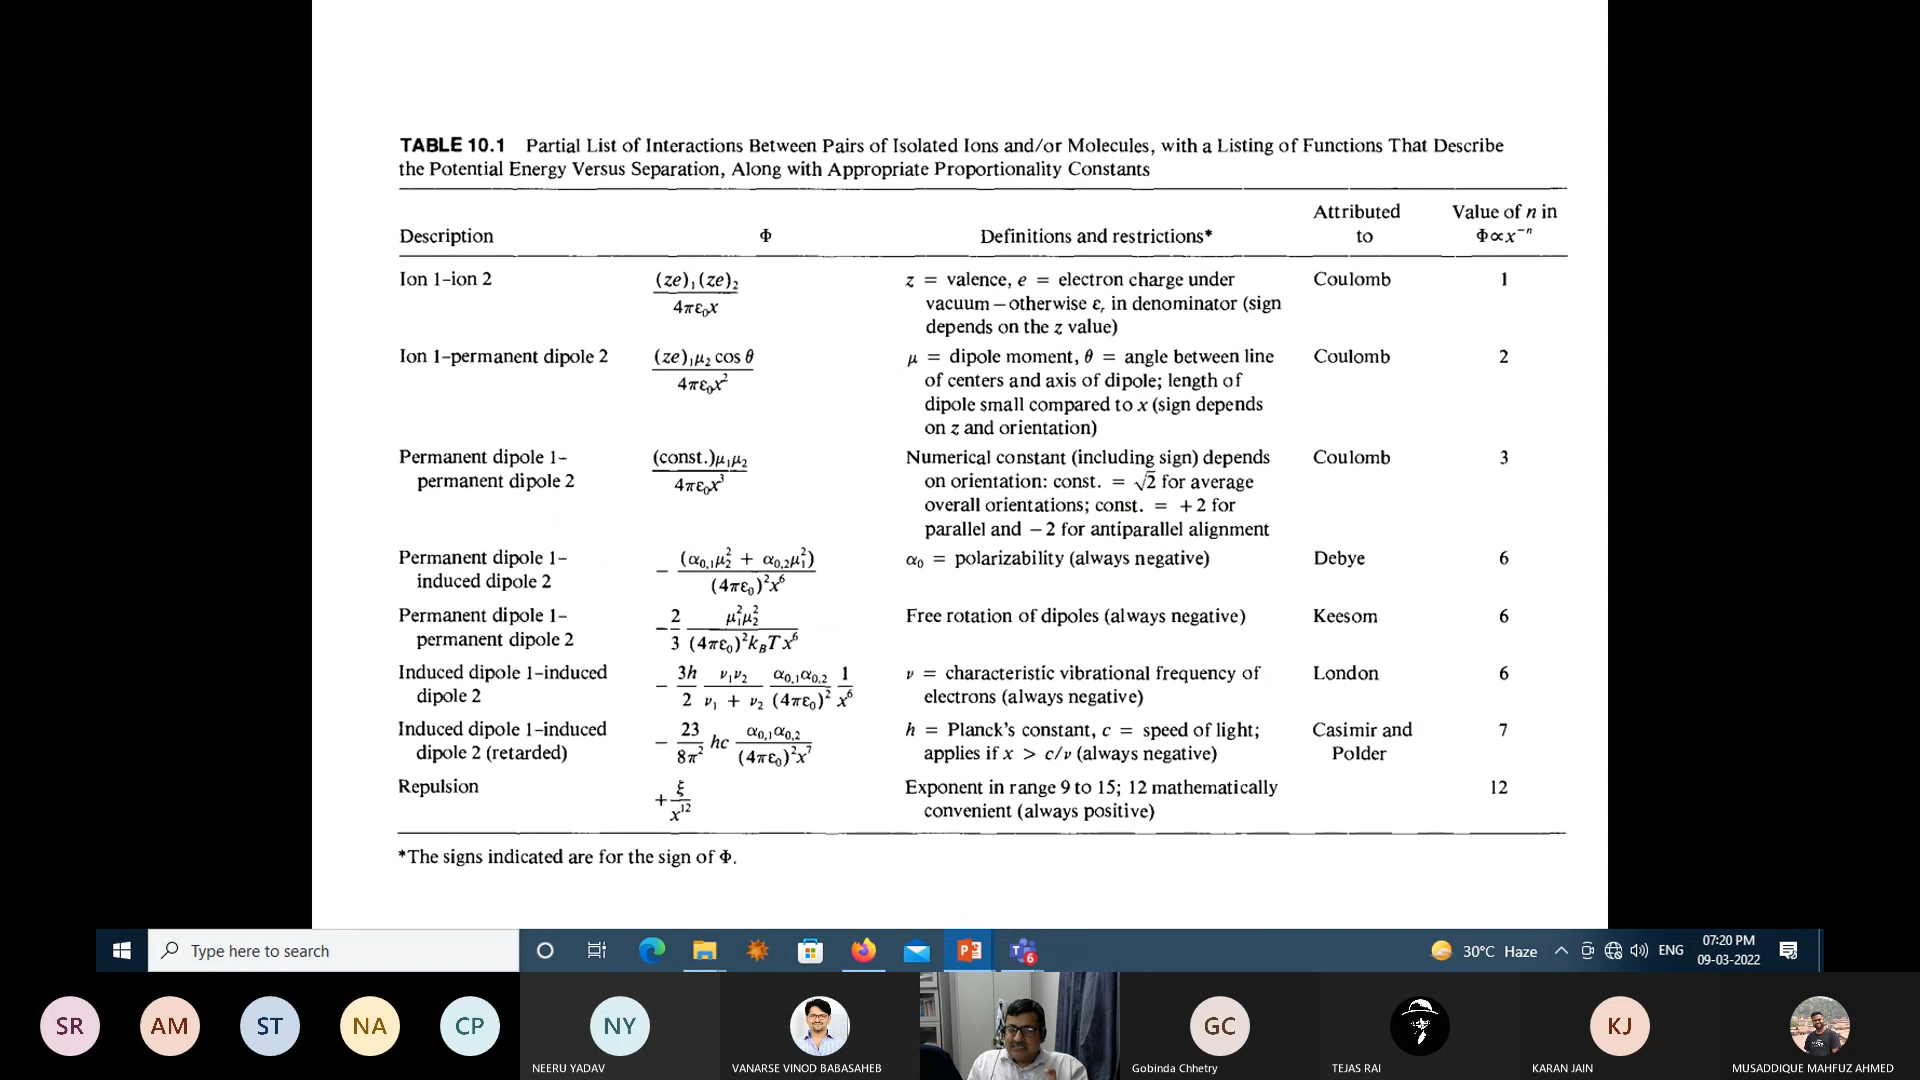 TABLE 10.1 Partial List of Interactions Between Pairs of Isolated Ions and/or Molecules, with a Listing of Functions That Describe
the Potential Energy Versus Separation, Along with Appropriate Proportionality Constants
Description Φ Definitions and restrictions* Attributed to Value of n in Φ∝x⁻ⁿ
Ion 1–ion 2 (ze)₁(ze)₂ / 4πε₀x z = valence, e = electron charge under Coulomb 1
vacuum—otherwise εᵣ in denominator (sign
depends on the z value)
Ion 1–permanent dipole 2 (ze)₁μ₂ cos θ / 4πε₀x² μ = dipole moment, θ = angle between line Coulomb 2
of centers and axis of dipole; length of
dipole small compared to x (sign depends
on z and orientation)
Permanent dipole 1– (const.)μ₁μ₂ / 4πε₀x³ Numerical constant (including sign) depends Coulomb 3
permanent dipole 2 on orientation: const. = √2 for average
overall orientations; const. = +2 for
parallel and −2 for antiparallel alignment
Permanent dipole 1– − (α₀,₁μ₂² + α₀,₂μ₁²) / (4πε₀)²x⁶ α₀ = polarizability (always negative) Debye 6
induced dipole 2
Permanent dipole 1– −2/3 μ₁²μ₂² / (4πε₀)²k_BTx⁶ Free rotation of dipoles (always negative) Keesom 6
permanent dipole 2
Induced dipole 1–induced − 3h/2 ν₁ν₂ / ν₁ + ν₂ α₀,₁α₀,₂ / (4πε₀)² 1/x⁶ ν = characteristic vibrational frequency of London 6
dipole 2 electrons (always negative)
Induced dipole 1–induced − 23/8π² hc α₀,₁α₀,₂ / (4πε₀)²x⁷ h = Planck's constant, c = speed of light; Casimir and 7
dipole 2 (retarded) applies if x > c/ν (always negative) Polder
Repulsion +ξ/x¹² Exponent in range 9 to 15; 12 mathematically 12
convenient (always positive)
*The signs indicated are for the sign of Φ.
Type here to search 6 30°C Haze ENG 07:20 PM
09-03-2022
SR AM ST NA CP NY GC KJ
NEERU YADAV VANARSE VINOD BABASAHEB Gobinda Chhetry TEJAS RAI KARAN JAIN MUSADDIQUE MAHFUZ AHMED